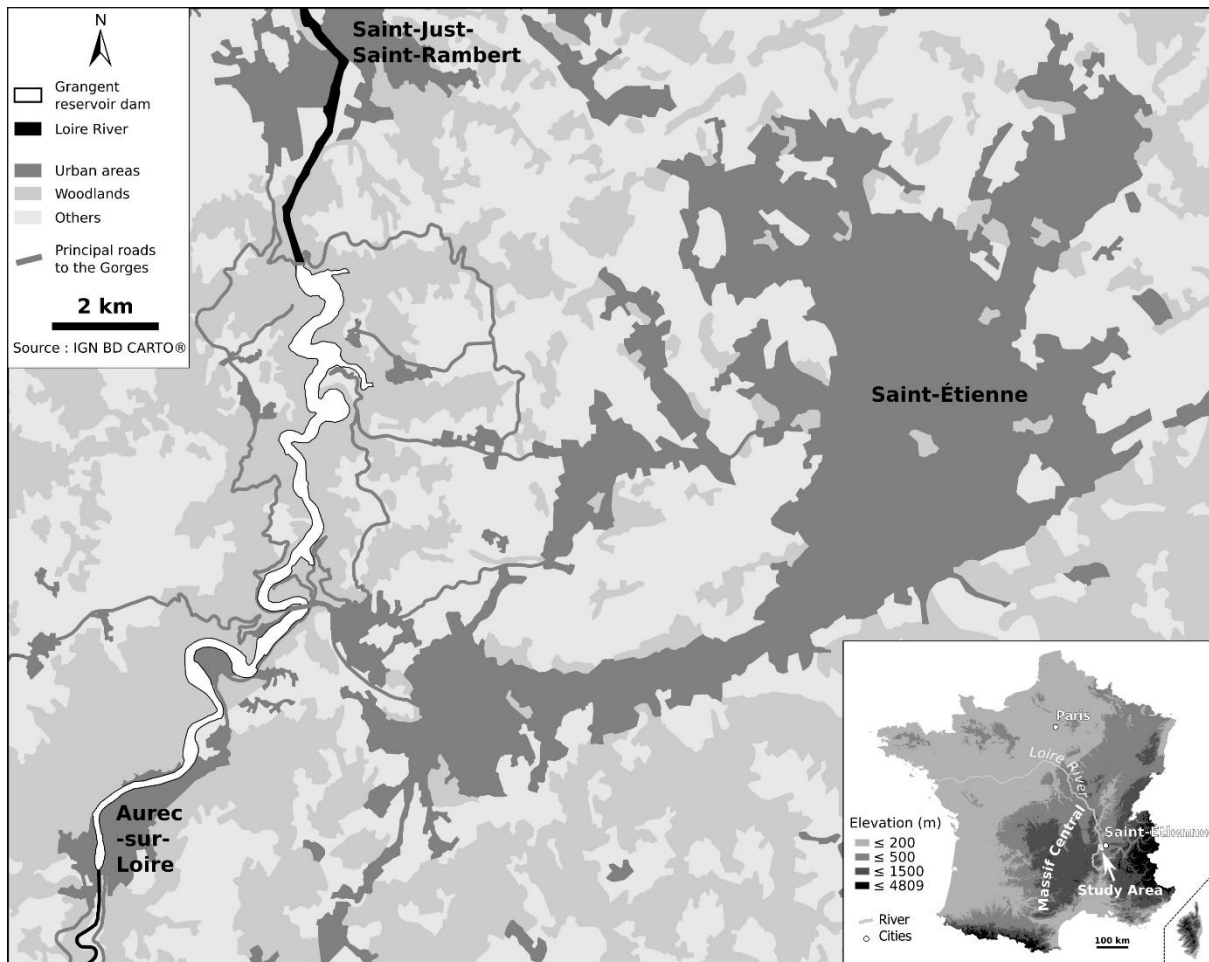 N
Grangent
reservoir dam
Loire River
Urban areas
Woodlands
Others
Principal roads
to the Gorges
2 km
Source : IGN BD CARTO®
Saint-Just-
Saint-Rambert
Saint-Étienne
Aurec
-sur-
Loire
Paris
Loire River
Massif Central
Saint-Etienne
Study Area
Elevation (m)
≤ 200
≤ 500
≤ 1500
≤ 4809
River
Cities
100 km